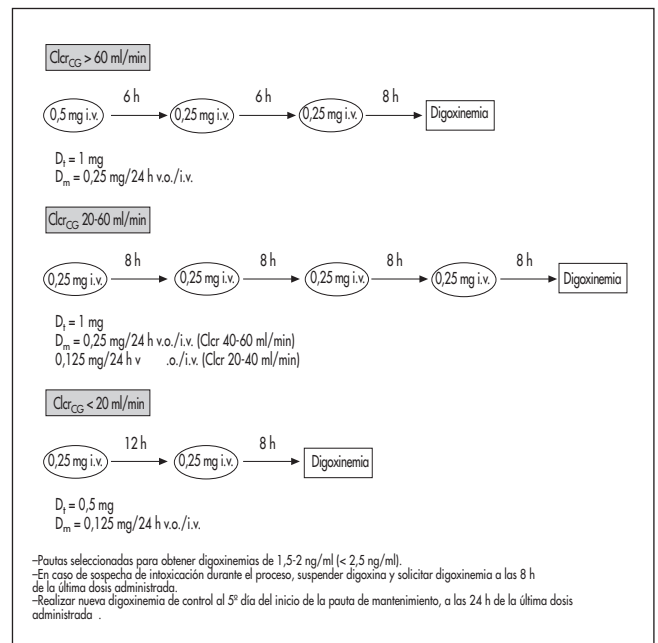 Clcr_CG > 60 ml/min
6 h 6 h 8 h
0,5 mg i.v. 0,25 mg i.v. 0,25 mg i.v. Digoxinemia
D_t = 1 mg
D_m = 0,25 mg/24 h v.o./i.v.
Clcr_CG 20-60 ml/min
8 h 8 h 8 h 8 h
0,25 mg i.v. 0,25 mg i.v. 0,25 mg i.v. 0,25 mg i.v. Digoxinemia
D_t = 1 mg
D_m = 0,25 mg/24 h v.o./i.v. (Clcr 40-60 ml/min)
0,125 mg/24 h v .o./i.v. (Clcr 20-40 ml/min)
Clcr_CG < 20 ml/min
12 h 8 h
0,25 mg i.v. 0,25 mg i.v. Digoxinemia
D_t = 0,5 mg
D_m = 0,125 mg/24 h v.o./i.v.
–Pautas seleccionadas para obtener digoxinemias de 1,5-2 ng/ml (< 2,5 ng/ml).
–En caso de sospecha de intoxicación durante el proceso, suspender digoxina y solicitar digoxinemia a las 8 h
de la última dosis administrada.
–Realizar nueva digoxinemia de control al 5º día del inicio de la pauta de mantenimiento, a las 24 h de la última dosis
administrada .